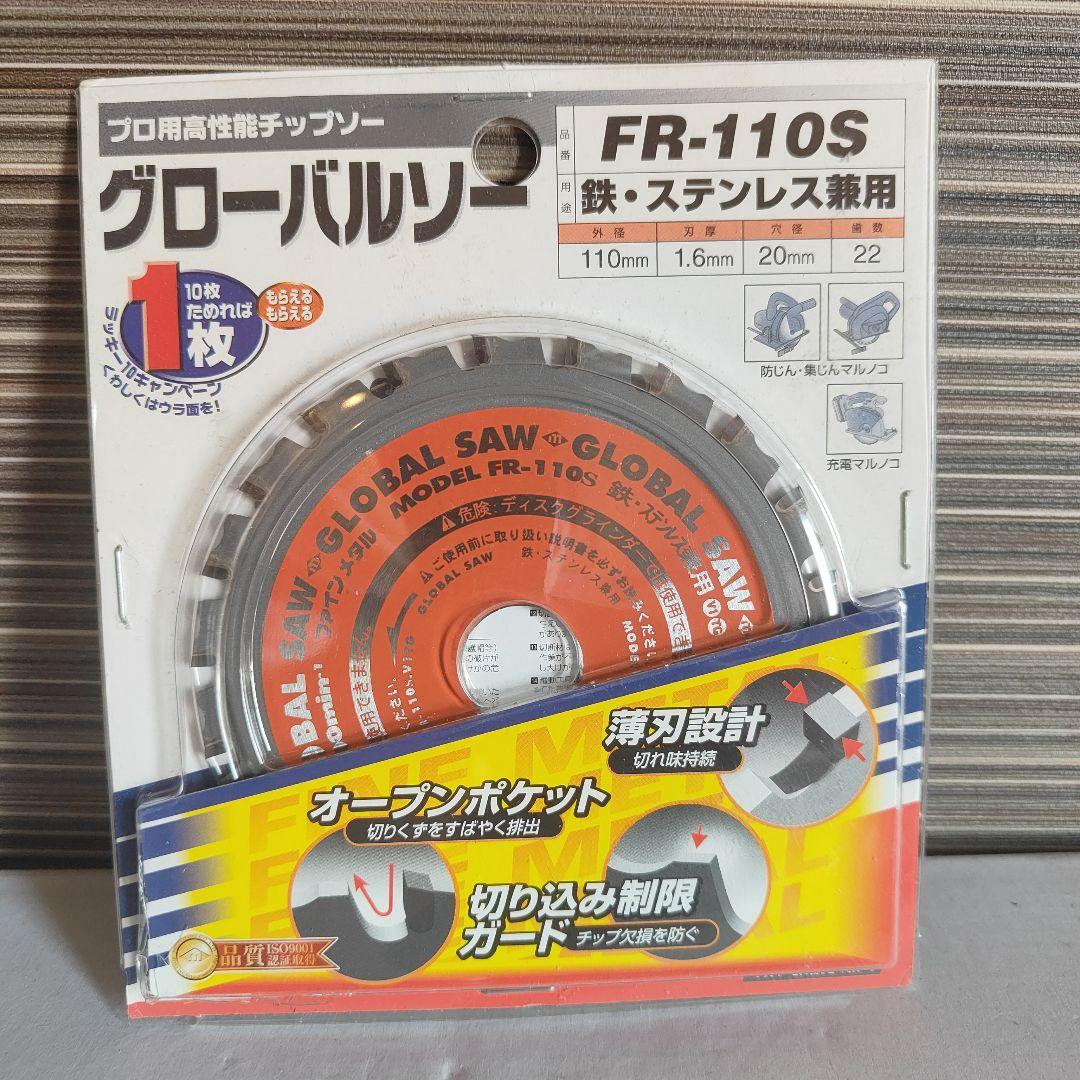 プロ用高性能チップソー
グローバルソー
品番
FR-110S
用途
鉄・ステンレス兼用
外径 刃厚 穴径 歯数
110mm 1.6mm 20mm 22
10枚
ためれば
1枚
もらえる
もらえる
ラッキー10キャンペーン
くわしくはウラ面を!
防じん・集じんマルノコ
充電マルノコ
GLOBAL SAW GLOBAL SAW
MODEL FR-110S 鉄・ステンレス兼用
ファインメタル
危険:ディスクグラインダーで
ご使用前に取り扱い説明書を必ずお読みください。
GLOBAL SAW
鉄・ステンレス兼用
薄刃設計
切れ味持続
オープンポケット
切りくずをすばやく排出
切り込み制限
ガード
チップ欠損を防ぐ
FINE METAL
品質
ISO9001
認証取得